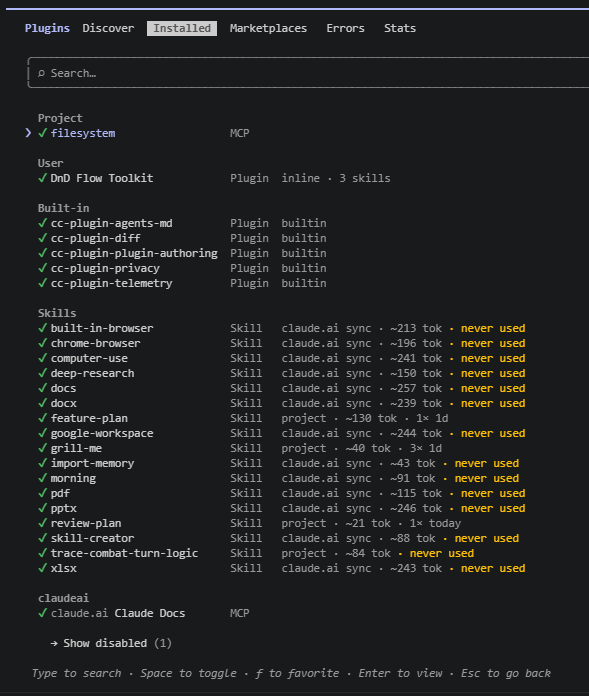 Plugins Discover Installed Marketplaces Errors Stats
⌕ Search…
Project
❯ ✓ filesystem MCP
User
✓ DnD Flow Toolkit Plugin inline · 3 skills
Built-in
✓ cc-plugin-agents-md Plugin builtin
✓ cc-plugin-diff Plugin builtin
✓ cc-plugin-plugin-authoring Plugin builtin
✓ cc-plugin-privacy Plugin builtin
✓ cc-plugin-telemetry Plugin builtin
Skills
✓ built-in-browser Skill claude.ai sync · ~213 tok · never used
✓ chrome-browser Skill claude.ai sync · ~196 tok · never used
✓ computer-use Skill claude.ai sync · ~241 tok · never used
✓ deep-research Skill claude.ai sync · ~150 tok · never used
✓ docs Skill claude.ai sync · ~257 tok · never used
✓ docx Skill claude.ai sync · ~239 tok · never used
✓ feature-plan Skill project · ~130 tok · 1× 1d
✓ google-workspace Skill claude.ai sync · ~244 tok · never used
✓ grill-me Skill project · ~40 tok · 3× 1d
✓ import-memory Skill claude.ai sync · ~43 tok · never used
✓ morning Skill claude.ai sync · ~91 tok · never used
✓ pdf Skill claude.ai sync · ~115 tok · never used
✓ pptx Skill claude.ai sync · ~246 tok · never used
✓ review-plan Skill project · ~21 tok · 1× today
✓ skill-creator Skill claude.ai sync · ~88 tok · never used
✓ trace-combat-turn-logic Skill project · ~84 tok · never used
✓ xlsx Skill claude.ai sync · ~243 tok · never used
claudeai
✓ claude.ai Claude Docs MCP
→ Show disabled (1)
Type to search · Space to toggle · f to favorite · Enter to view · Esc to go back